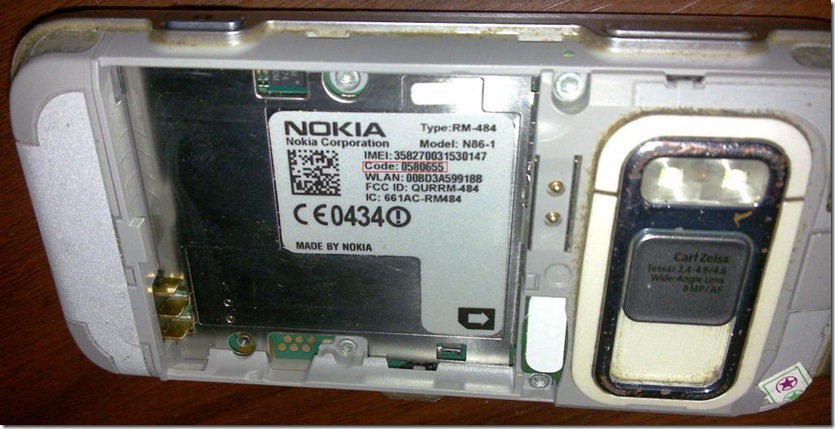 NOKIA
Type:RM-484
Nokia Corporation
Model: N86-1
IMEI: 358270031530147
Code: 0580655
WLAN: 00BD3A59918B
FCC ID: QURRM-484
IC: 661AC-RM484
CE0434
MADE BY NOKIA
Carl Zeiss
Tessar 2.4-4.8/4.6
Wide-Angle Lens
8MP/AF